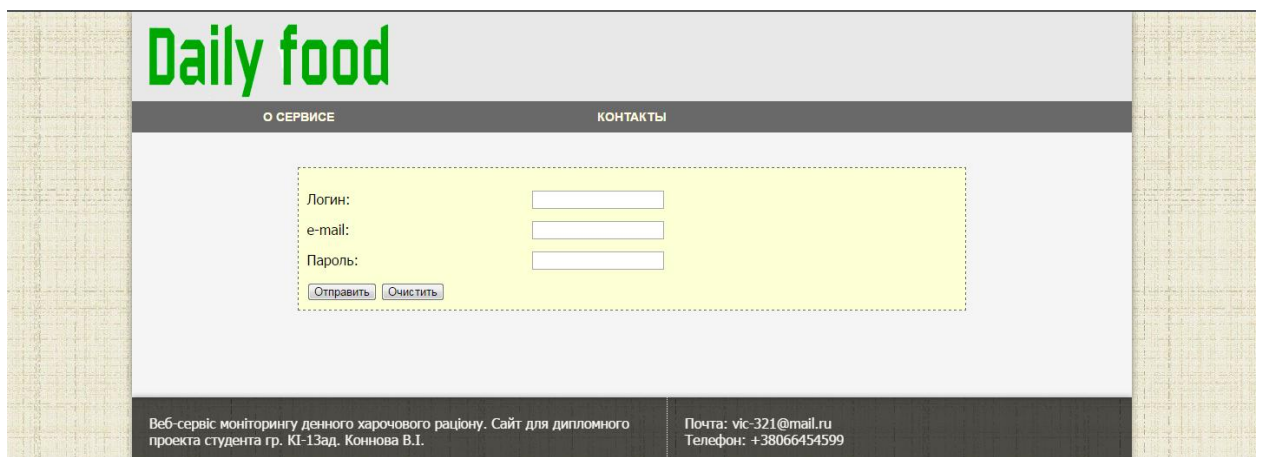 Daily food
О СЕРВИСЕ КОНТАКТЫ
Логин:
e-mail:
Пароль:
Отправить Очистить
Веб-сервіс моніторингу денного харочового раціону. Сайт для дипломного
проекта студента гр. КІ-13ад. Коннова В.І.
Почта: vic-321@mail.ru
Телефон: +38066454599